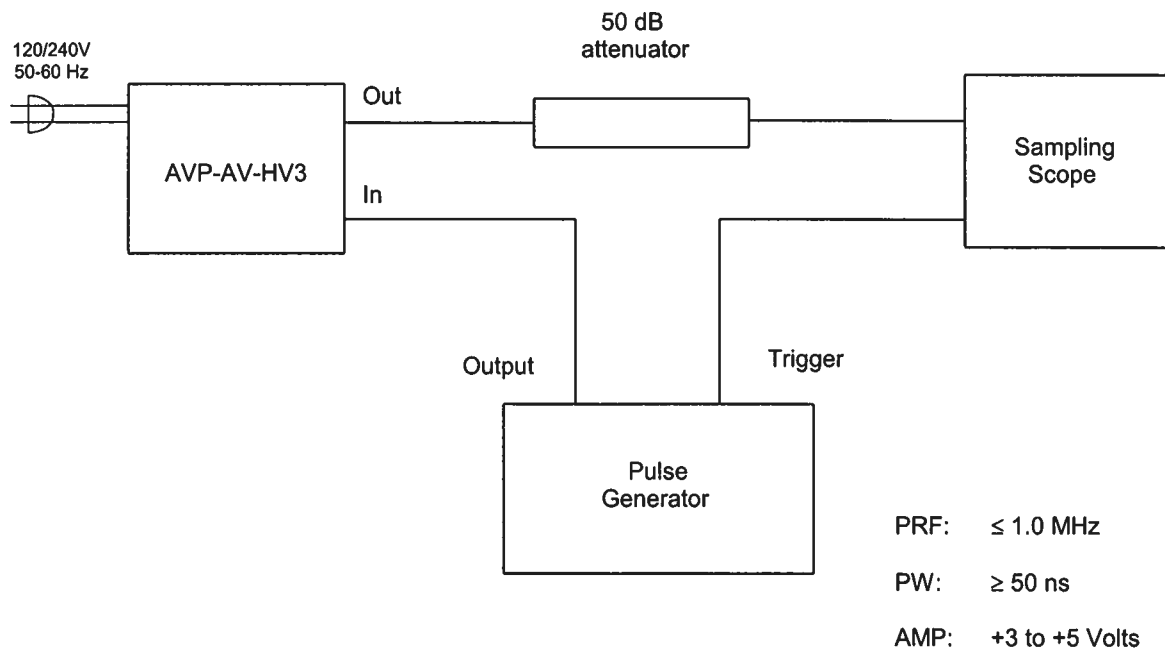 50 dB
attenuator
120/240V
50-60 Hz
Out
AVP-AV-HV3
In
Sampling
Scope
Output
Trigger
Pulse
Generator
PRF: ≤ 1.0 MHz
PW: ≥ 50 ns
AMP: +3 to +5 Volts